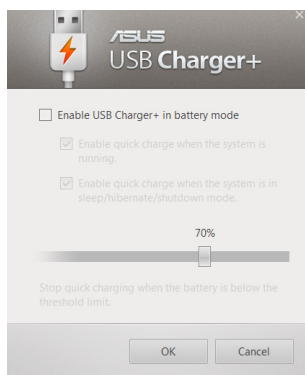 ASUS
USB Charger+
Enable USB Charger+ in battery mode
Enable quick charge when the system is
running.
Enable quick charge when the system is in
sleep/hibernate/shutdown mode.
70%
Stop quick charging when the battery is below the
threshold limit.
OK Cancel